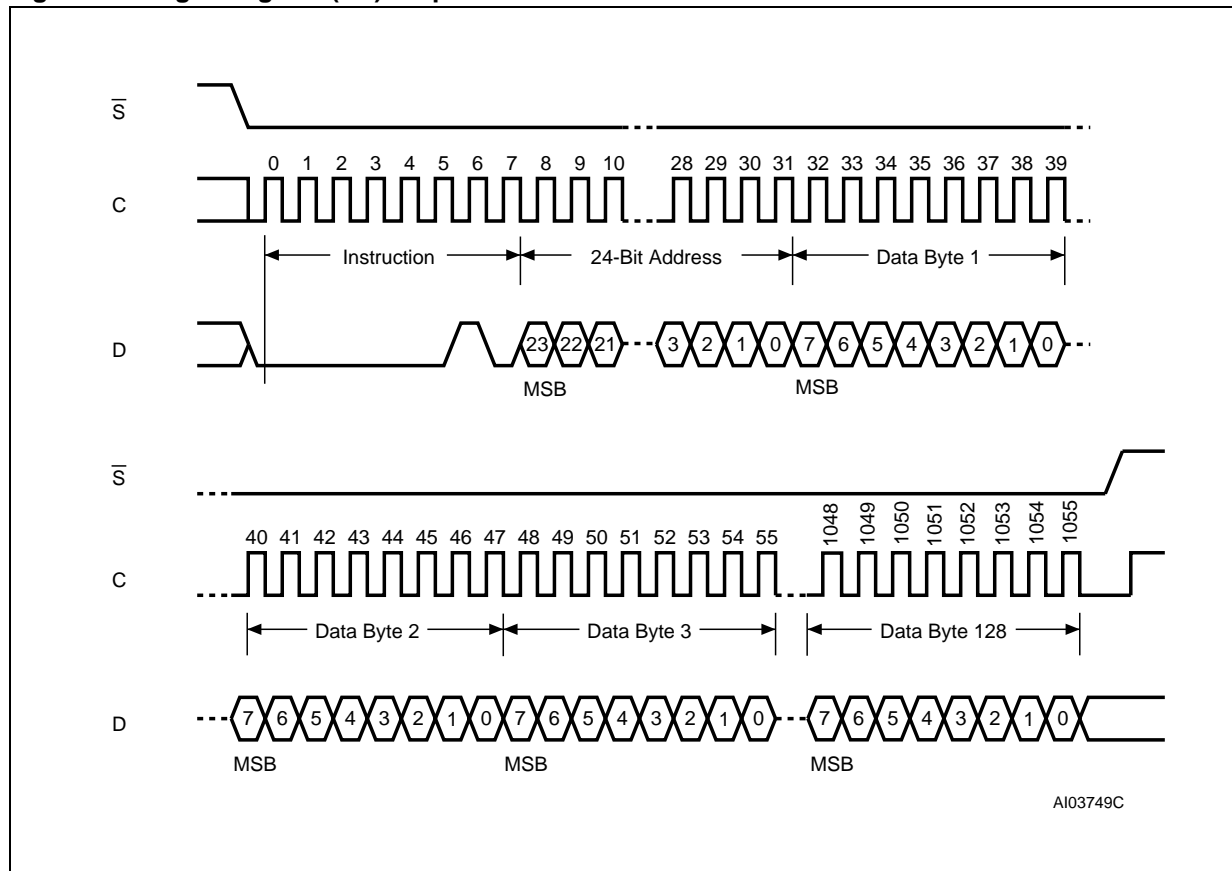 S
0 1 2 3 4 5 6 7 8 9 10 28 29 30 31 32 33 34 35 36 37 38 39
C
Instruction 24-Bit Address Data Byte 1
D 23 22 21 3 2 1 0 7 6 5 4 3 2 1 0
MSB MSB
S
40 41 42 43 44 45 46 47 48 49 50 51 52 53 54 55 1048 1049 1050 1051 1052 1053 1054 1055
C
Data Byte 2 Data Byte 3 Data Byte 128
D 7 6 5 4 3 2 1 0 7 6 5 4 3 2 1 0 7 6 5 4 3 2 1 0
MSB MSB MSB
AI03749C